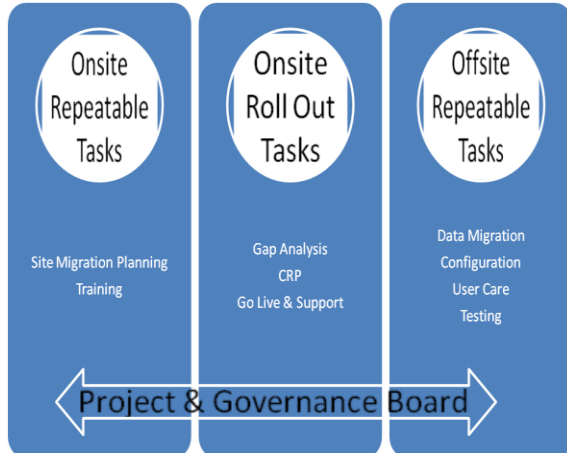 Onsite
Repeatable
Tasks
Site Migration Planning
Training
Onsite
Roll Out
Tasks
Gap Analysis
CRP
Go Live & Support
Offsite
Repeatable
Tasks
Data Migration
Configuration
User Care
Testing
Project & Governance Board